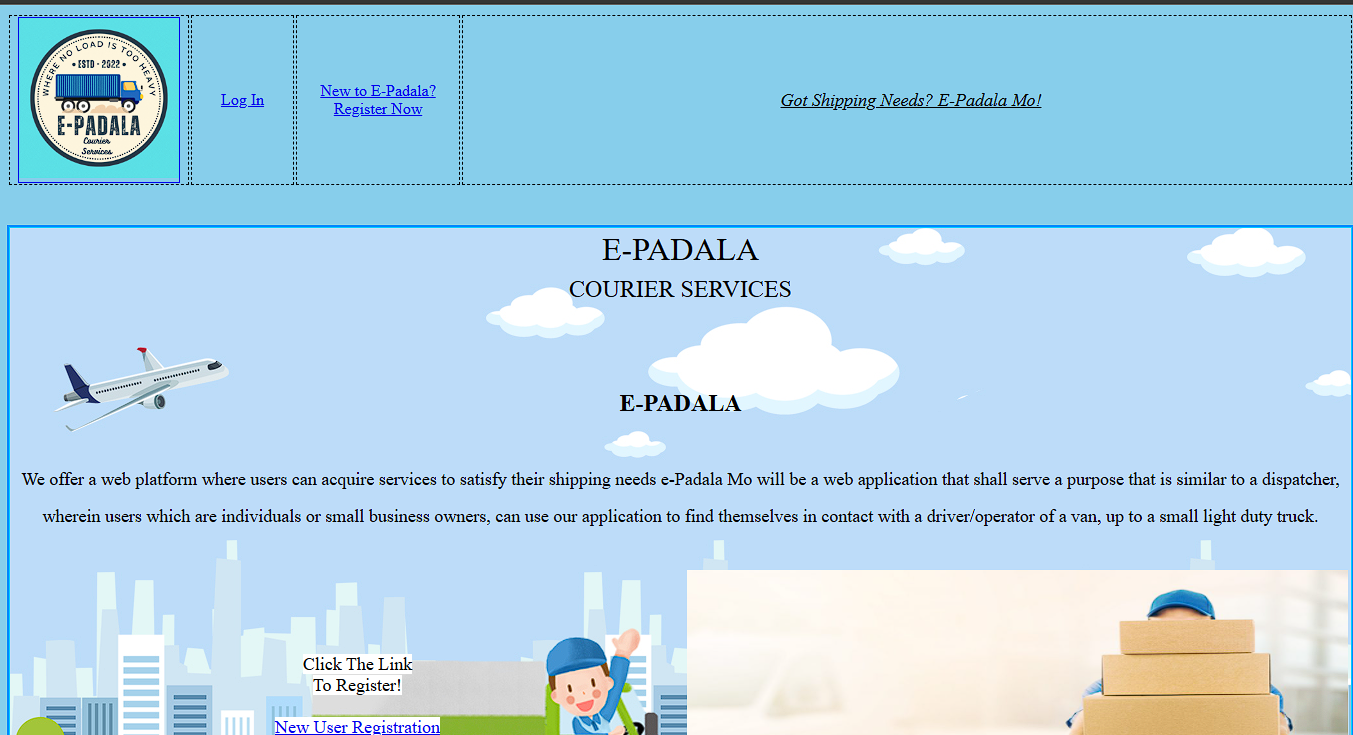 WHERE NO LOAD IS TOO HEAVY
• ESTD - 2022 •
E-PADALA
Courier
Services
Log In
New to E-Padala?
Register Now
Got Shipping Needs? E-Padala Mo!
E-PADALA
COURIER SERVICES
E-PADALA
We offer a web platform where users can acquire services to satisfy their shipping needs e-Padala Mo will be a web application that shall serve a purpose that is similar to a dispatcher,
wherein users which are individuals or small business owners, can use our application to find themselves in contact with a driver/operator of a van, up to a small light duty truck.
Click The Link
To Register!
New User Registration